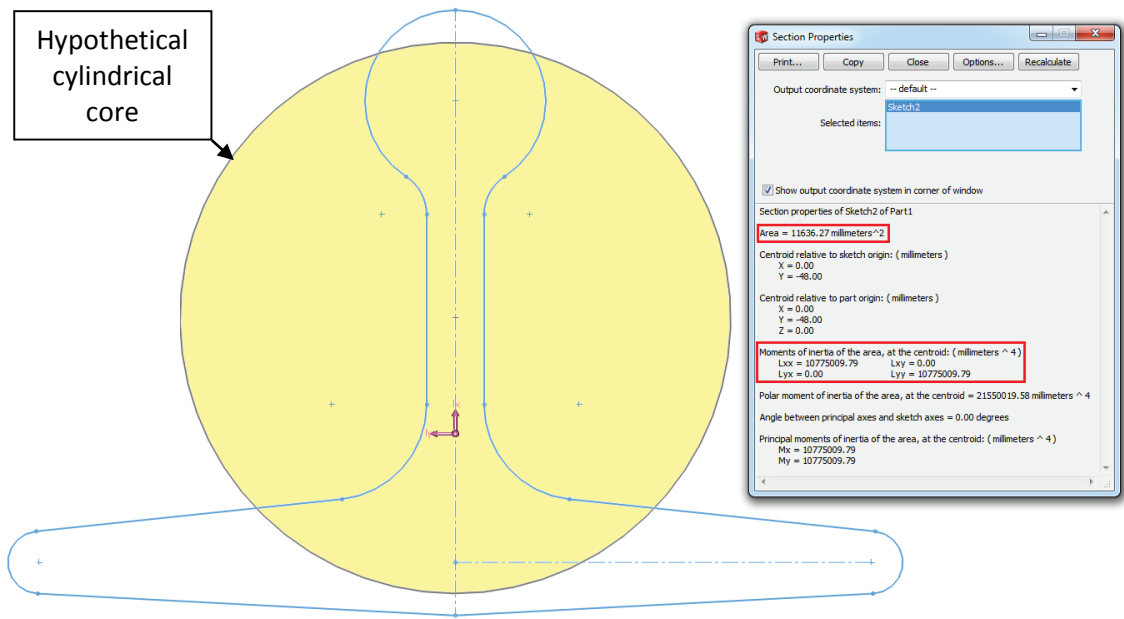 Hypothetical
cylindrical
core
Section Properties
Print... Copy Close Options... Recalculate
Output coordinate system: -- default --
Sketch2
Selected items:
Show output coordinate system in corner of window
Section properties of Sketch2 of Part1
Area = 11636.27 millimeters^2
Centroid relative to sketch origin: ( millimeters )
X = 0.00
Y = -48.00
Centroid relative to part origin: ( millimeters )
X = 0.00
Y = -48.00
Z = 0.00
Moments of inertia of the area, at the centroid: ( millimeters ^ 4 )
Lxx = 10775009.79 Lxy = 0.00
Lyx = 0.00 Lyy = 10775009.79
Polar moment of inertia of the area, at the centroid = 21550019.58 millimeters ^ 4
Angle between principal axes and sketch axes = 0.00 degrees
Principal moments of inertia of the area, at the centroid: ( millimeters ^ 4 )
Mx = 10775009.79
My = 10775009.79